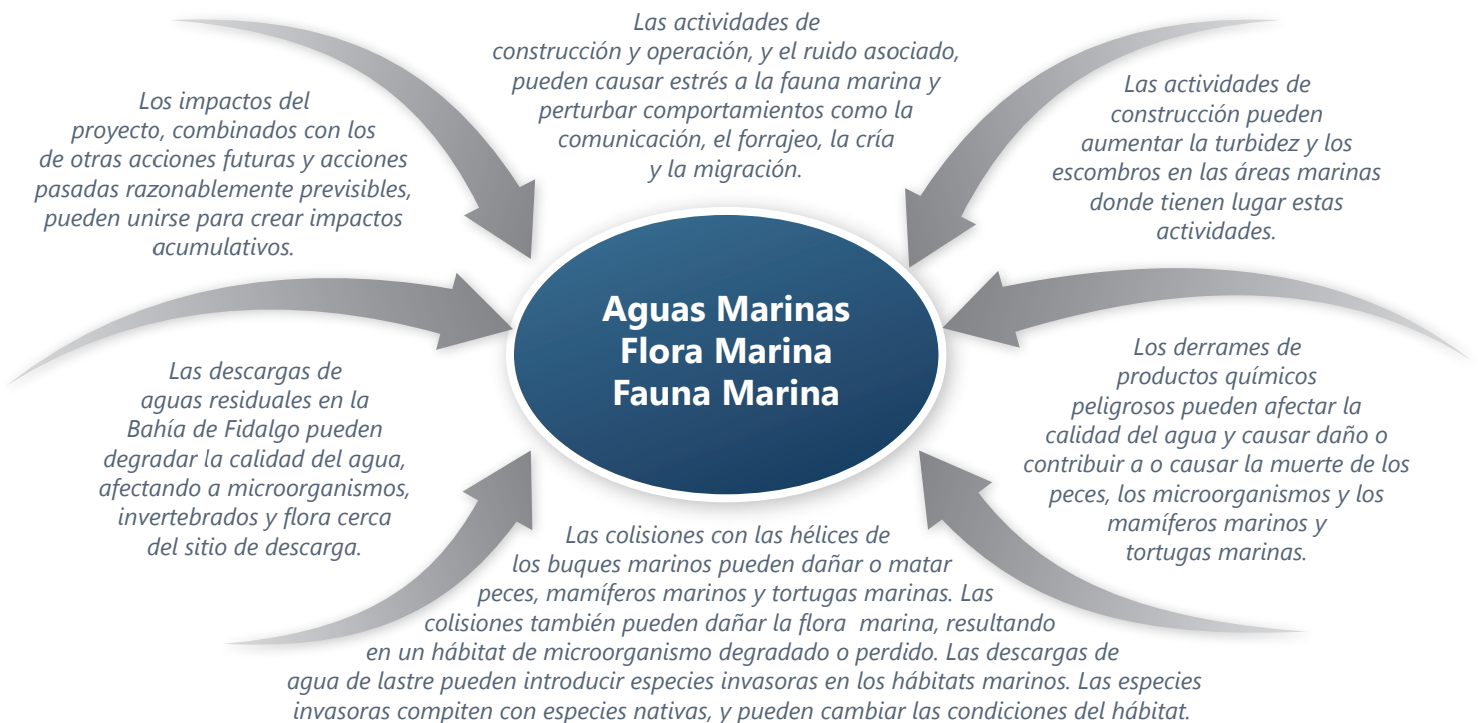 Las actividades de
construcción y operación, y el ruido asociado,
pueden causar estrés a la fauna marina y
perturbar comportamientos como la
comunicación, el forrajeo, la cría
y la migración.
Los impactos del
proyecto, combinados con los
de otras acciones futuras y acciones
pasadas razonablemente previsibles,
pueden unirse para crear impactos
acumulativos.
Las actividades de
construcción pueden
aumentar la turbidez y los
escombros en las áreas marinas
donde tienen lugar estas
actividades.
Aguas Marinas
Flora Marina
Fauna Marina
Las descargas de
aguas residuales en la
Bahía de Fidalgo pueden
degradar la calidad del agua,
afectando a microorganismos,
invertebrados y flora cerca
del sitio de descarga.
Los derrames de
productos químicos
peligrosos pueden afectar la
calidad del agua y causar daño o
contribuir a o causar la muerte de los
peces, los microorganismos y los
mamíferos marinos y
tortugas marinas.
Las colisiones con las hélices de
los buques marinos pueden dañar o matar
peces, mamíferos marinos y tortugas marinas. Las
colisiones también pueden dañar la flora marina, resultando
en un hábitat de microorganismo degradado o perdido. Las descargas de
agua de lastre pueden introducir especies invasoras en los hábitats marinos. Las especies
invasoras compiten con especies nativas, y pueden cambiar las condiciones del hábitat.